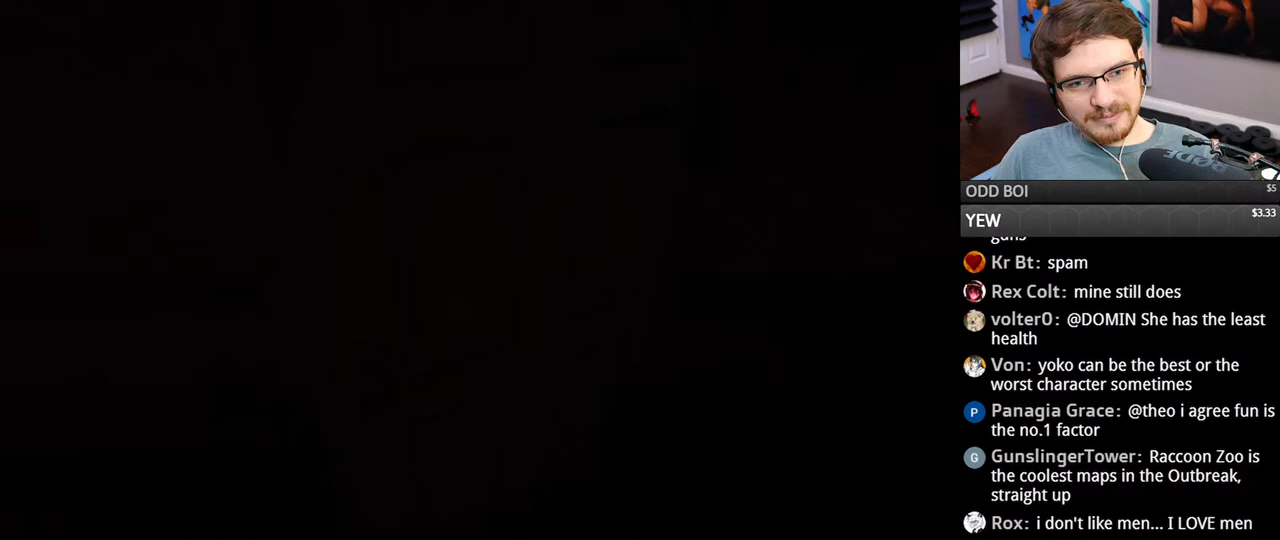 ODD BOI $5
YEW $3.33
guns
Kr Bt: spam
Rex Colt: mine still does
volter0: @DOMIN She has the least
health
Von: yoko can be the best or the
worst character sometimes
Panagia Grace: @theo i agree fun is
the no.1 factor
GunslingerTower: Raccoon Zoo is
the coolest maps in the Outbreak,
straight up
Rox: i don't like men... I LOVE men
RODE